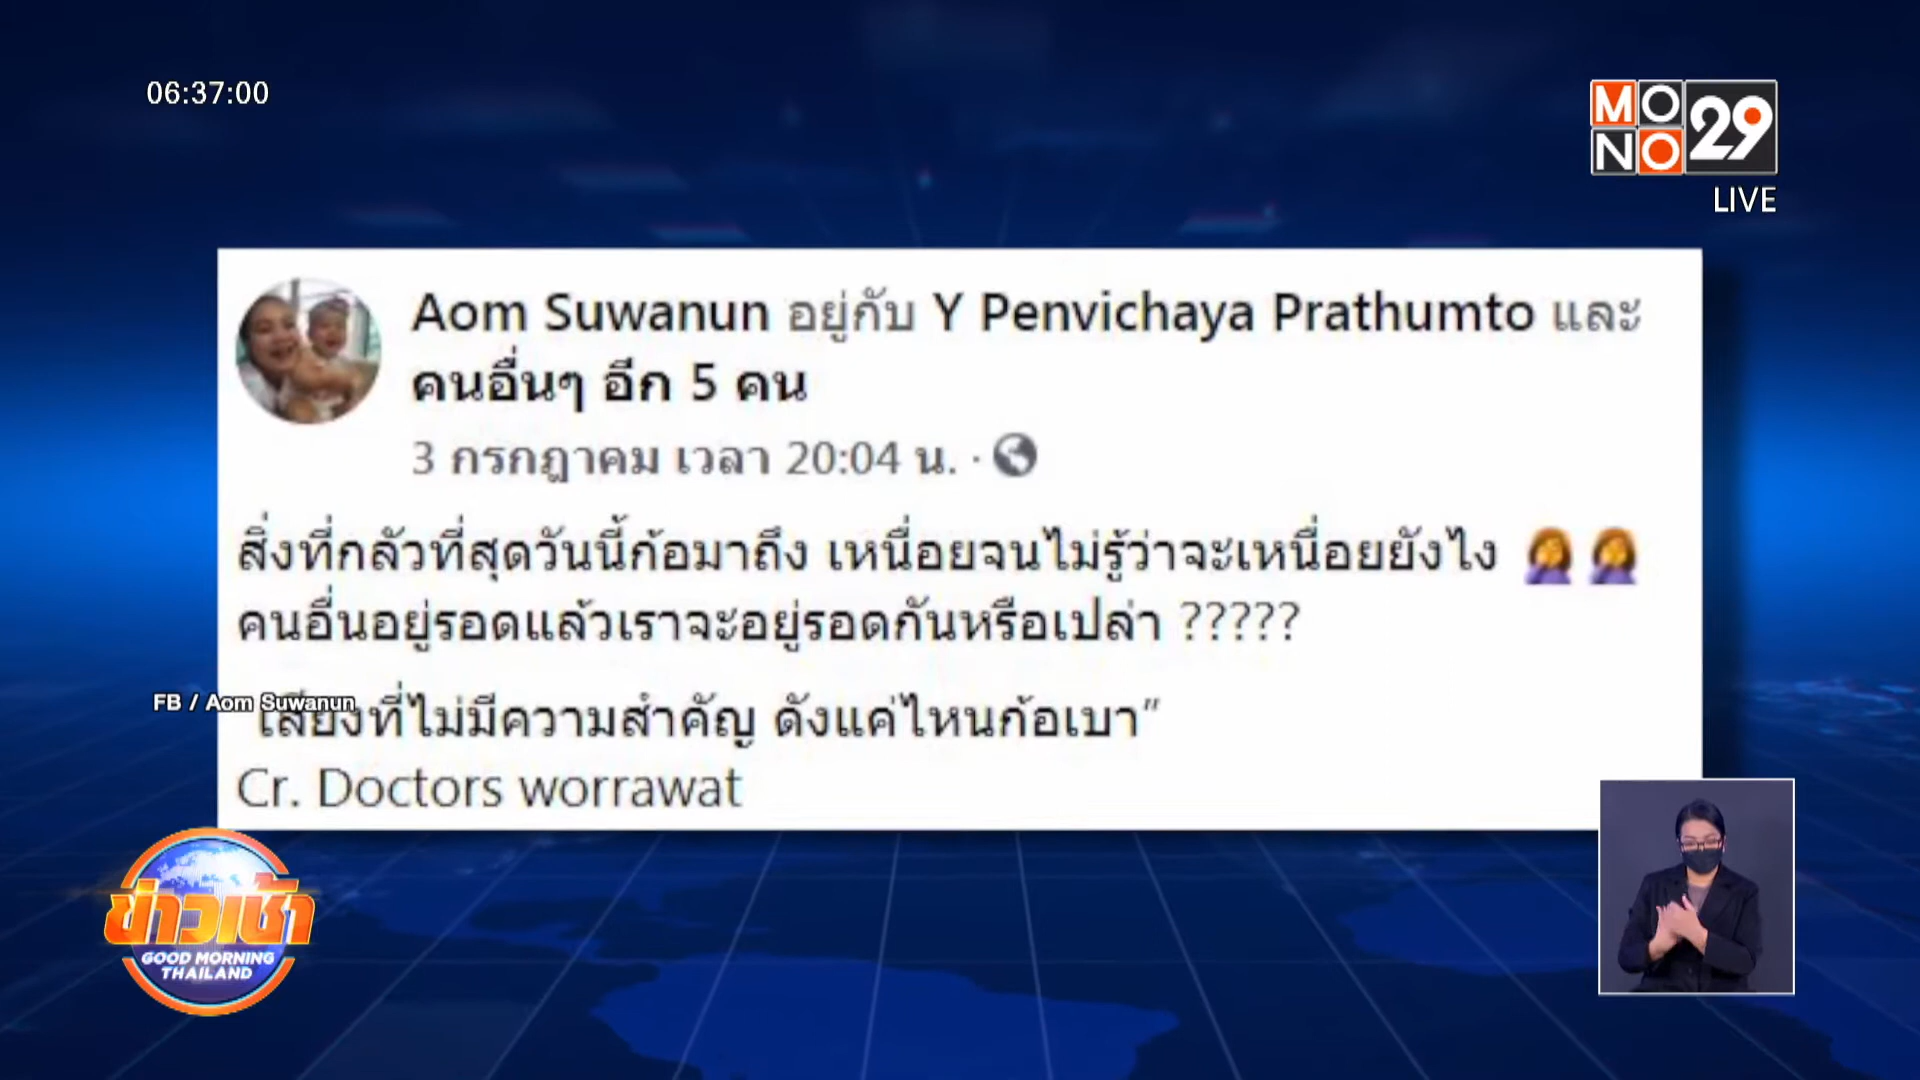 06:37:00
MONO 29
LIVE
Aom Suwanun อยู่กับ Y Penvichaya Prathumto และ
คนอื่นๆ อีก 5 คน
3 กรกฎาคม เวลา 20:04 น. ·
สิ่งที่กลัวที่สุดวันนี้ก้อมาถึง เหนื่อยจนไม่รู้ว่าจะเหนื่อยยังไง 🤦‍♀️🤦‍♀️
คนอื่นอยู่รอดแล้วเราจะอยู่รอดกันหรือเปล่า ?????
FB / Aom Suwanun
"เสียงที่ไม่มีความสำคัญ ดังแค่ไหนก้อเบา"
Cr. Doctors worrawat
ข่าวเช้า
GOOD MORNING
THAILAND